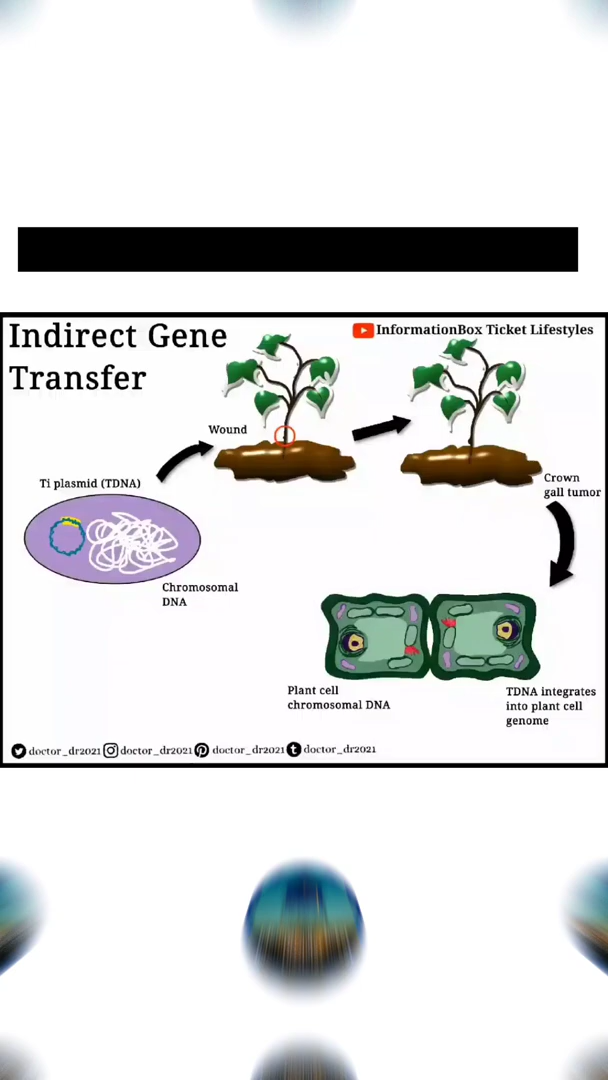 Indirect Gene
Transfer
InformationBox Ticket Lifestyles
Wound
Ti plasmid (TDNA)
Crown
gall tumor
Chromosomal
DNA
Plant cell
chromosomal DNA
TDNA integrates
into plant cell
genome
doctor_dr2021 doctor_dr2021 doctor_dr2021 doctor_dr2021